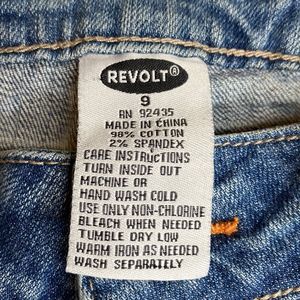 REVOLT®
9
RN 92435
MADE IN CHINA
98% COTTON
2% SPANDEX
CARE INSTRUCTIONS
TURN INSIDE OUT
MACHINE OR
HAND WASH COLD
USE ONLY NON-CHLORINE
BLEACH WHEN NEEDED
TUMBLE DRY LOW
WARM IRON AS NEEDED
WASH SEPARATELY